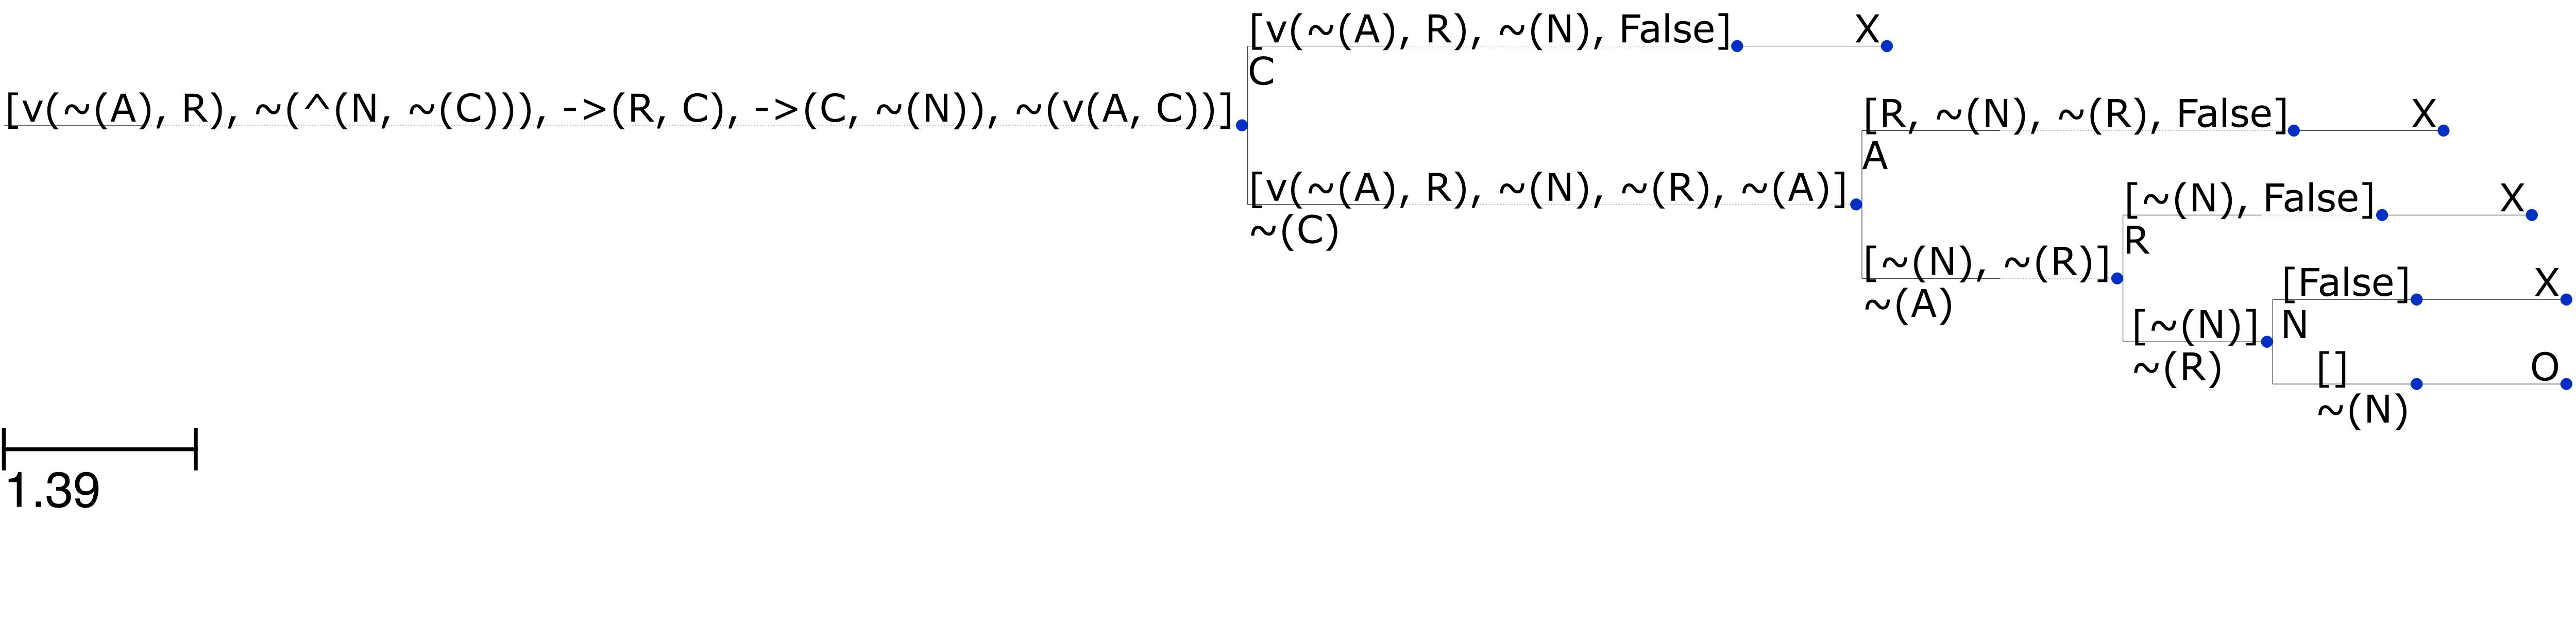 [v(~(A), R), ~(N), False]
X
C
[v(~(A), R), ~(^(N, ~(C))), ->(R, C), ->(C, ~(N)), ~(v(A, C))]
[R, ~(N), ~(R), False]
X
A
[v(~(A), R), ~(N), ~(R), ~(A)]
~(C)
[~(N), False]
X
R
[~(N), ~(R)]
~(A)
[False]
X
N
[~(N)]
~(R)
[]
O
~(N)
1.39